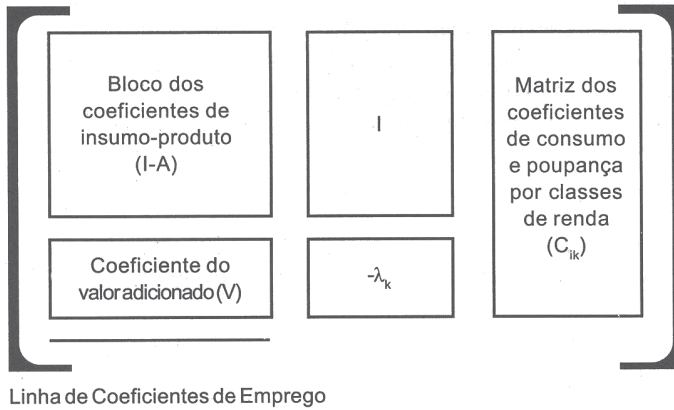 Bloco dos
coeficientes de
insumo-produto
(I-A)
I
Matriz dos
coeficientes
de consumo
e poupança
por classes
de renda
(Cik)
Coeficiente do
valor adicionado (V)
-λk
Linha de Coeficientes de Emprego